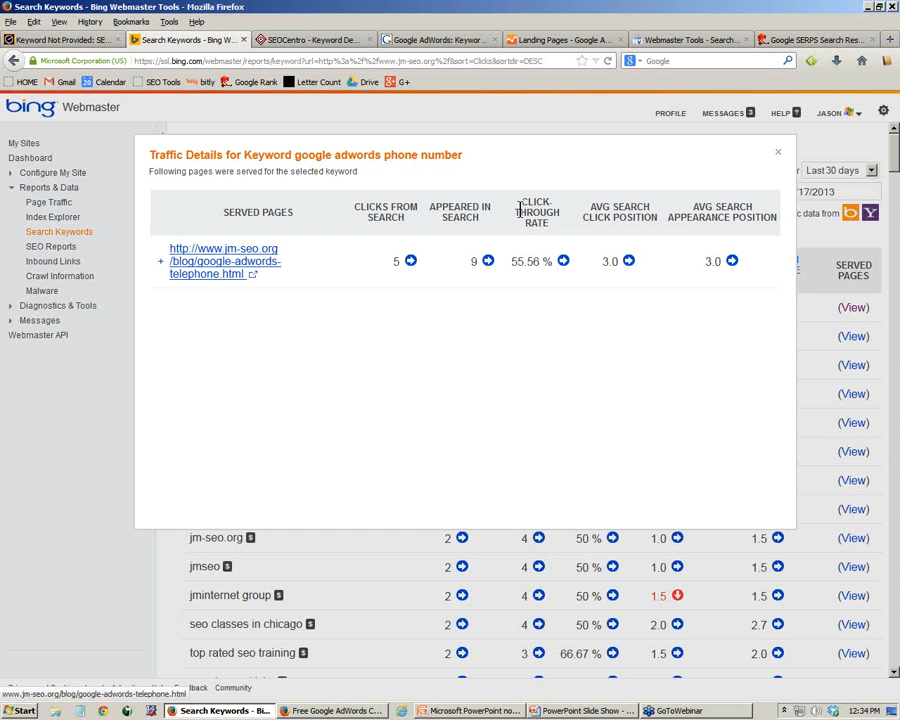 Search Keywords - Bing Webmaster Tools - Mozilla Firefox
File Edit View History Bookmarks Tools Help
Keyword Not Provided: SE... Search Keywords - Bing W... SEOCentro - Keyword De... Google AdWords: Keywor... Landing Pages - Google A... Webmaster Tools - Search... Google SERPS Search Res...
Microsoft Corporation (US) https://ssl.bing.com/webmaster/reports/keyword?url=http%3a%2f%2fwww.jm-seo.org%2f&sort=Clicks&sortdir=DESC Google
HOME Gmail Calendar SEO Tools bitly Google Rank Letter Count Drive G+
bing Webmaster
PROFILE MESSAGES 3 HELP ? JASON
My Sites
Dashboard
Configure My Site
Reports & Data
Page Traffic
Index Explorer
Search Keywords
SEO Reports
Inbound Links
Crawl Information
Malware
Diagnostics & Tools
Messages
Webmaster API
Last 30 days
/17/2013
c data from
Traffic Details for Keyword google adwords phone number
Following pages were served for the selected keyword
SERVED PAGES
CLICKS FROM SEARCH
APPEARED IN SEARCH
CLICK-THROUGH RATE
AVG SEARCH CLICK POSITION
AVG SEARCH APPEARANCE POSITION
+ http://www.jm-seo.org
/blog/google-adwords-
telephone.html
5 9 55.56 % 3.0 3.0
SERVED PAGES
(View)
(View)
(View)
(View)
(View)
(View)
(View)
(View)
jm-seo.org $ 2 4 50 % 1.0 1.5 (View)
jmseo $ 2 4 50 % 1.0 1.5 (View)
jminternet group $ 2 4 50 % 1.5 1.5 (View)
seo classes in chicago $ 2 4 50 % 2.0 2.7 (View)
top rated seo training $ 2 3 66.67 % 1.5 2.0 (View)
Feedback Community
www.jm-seo.org/blog/google-adwords-telephone.html
Start Search Keywords - Bi... Free Google AdWords C... Microsoft PowerPoint no... PowerPoint Slide Show -... GoToWebinar 12:34 PM